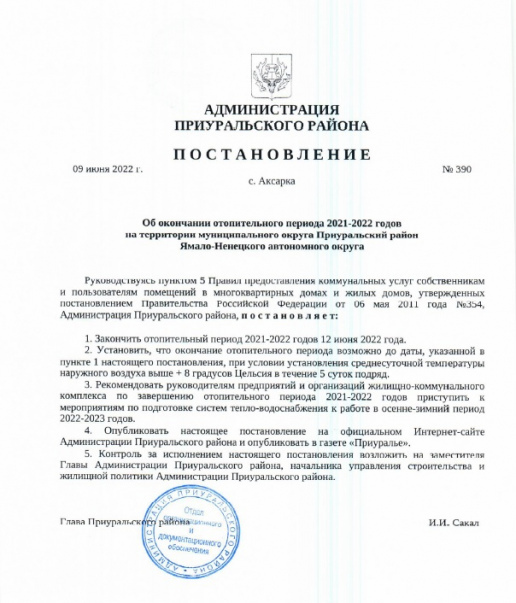 АДМИНИСТРАЦИЯ
ПРИУРАЛЬСКОГО РАЙОНА
ПОСТАНОВЛЕНИЕ
09 июня 2022 г. № 390
с. Аксарка
Об окончании отопительного периода 2021-2022 годов
на территории муниципального округа Приуральский район
Ямало-Ненецкого автономного округа
Руководствуясь пунктом 5 Правил предоставления коммунальных услуг собственникам
и пользователям помещений в многоквартирных домах и жилых домов, утвержденных
постановлением Правительства Российской Федерации от 06 мая 2011 года №354,
Администрация Приуральского района, постановляет:
1. Закончить отопительный период 2021-2022 годов 12 июня 2022 года.
2. Установить, что окончание отопительного периода возможно до даты, указанной в
пункте 1 настоящего постановления, при условии установления среднесуточной температуры
наружного воздуха выше + 8 градусов Цельсия в течение 5 суток подряд.
3. Рекомендовать руководителям предприятий и организаций жилищно-коммунального
комплекса по завершению отопительного периода 2021-2022 годов приступить к
мероприятиям по подготовке систем тепло-водоснабжения к работе в осенне-зимний период
2022-2023 годов.
4. Опубликовать настоящее постановление на официальном Интернет-сайте
Администрации Приуральского района и опубликовать в газете «Приуралье».
5. Контроль за исполнением настоящего постановления возложить на заместителя
Главы Администрации Приуральского района, начальника управления строительства и
жилищной политики Администрации Приуральского района.
АДМИНИСТРАЦИЯ ПРИУРАЛЬСКОГО РАЙОНА
Отдел
организационного
и
документационного
обеспечения
Глава Приуральского района И.И. Сакал